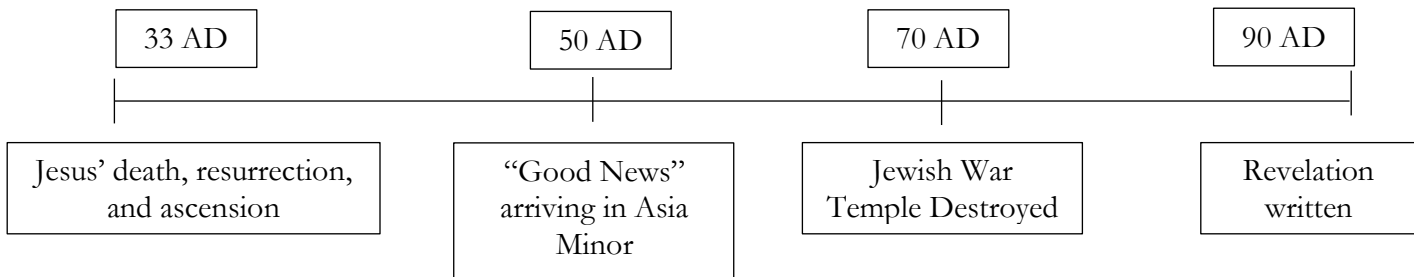 33 AD
50 AD
70 AD
90 AD
Jesus’ death, resurrection,
and ascension
“Good News”
arriving in Asia
Minor
Jewish War
Temple Destroyed
Revelation
written